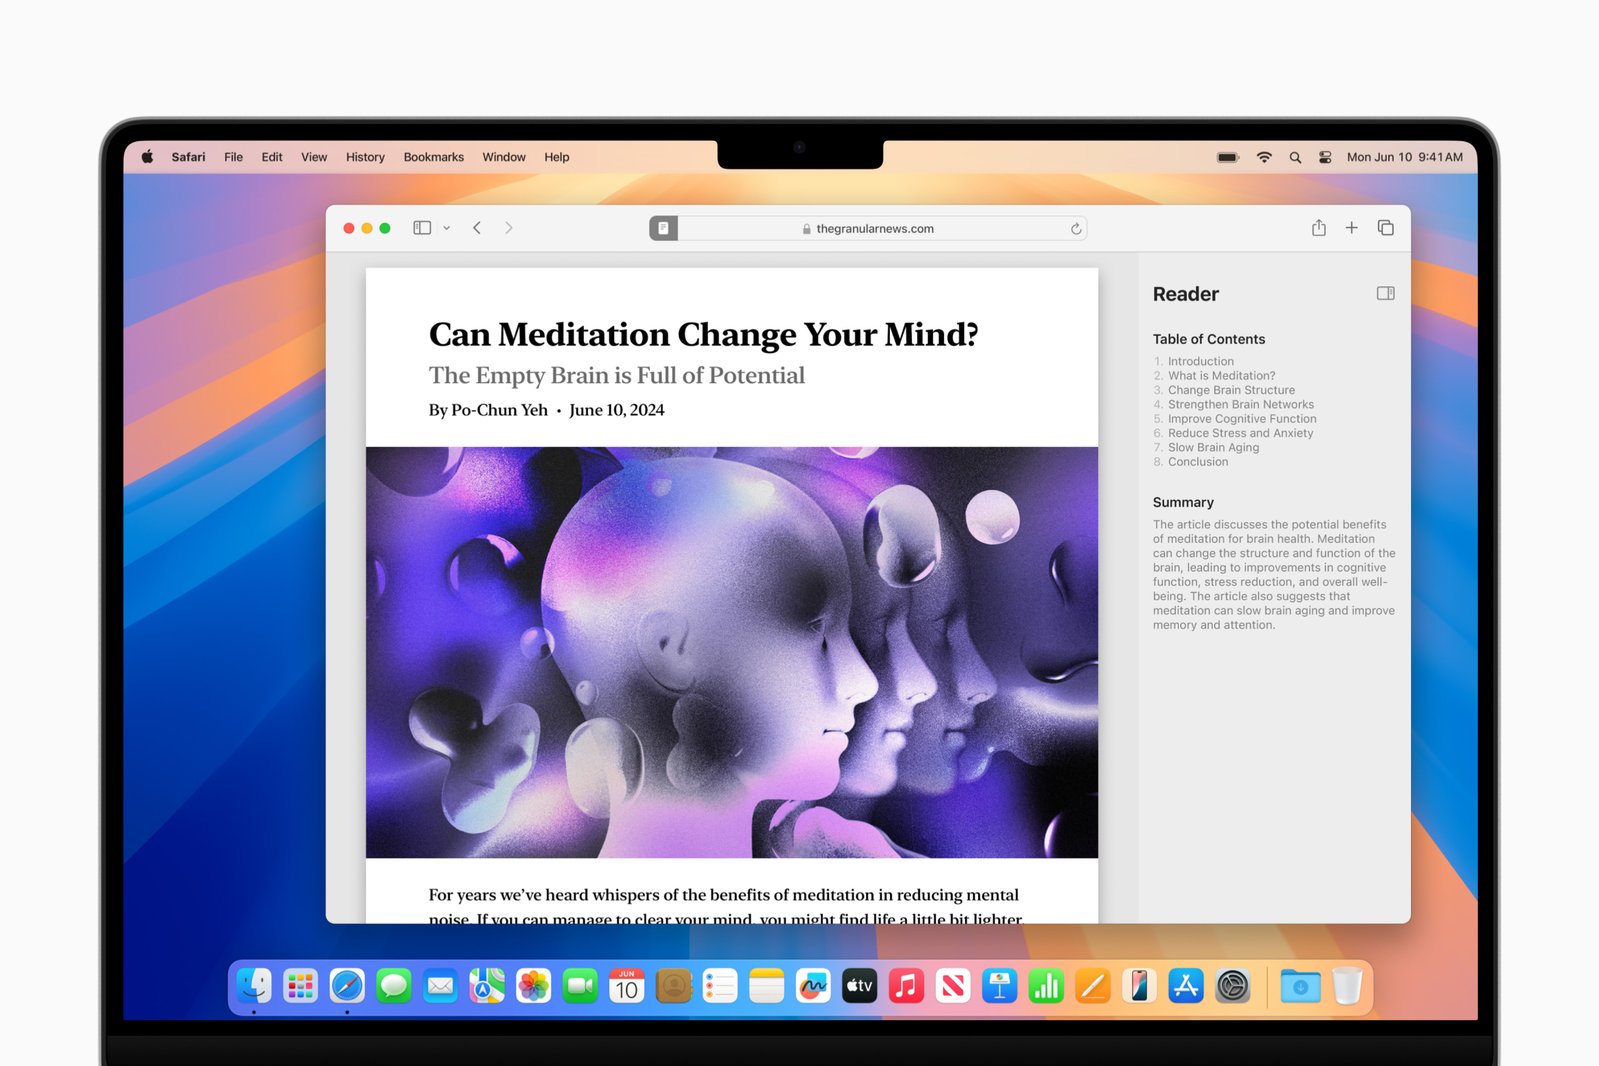 Safari File Edit View History Bookmarks Window Help
Mon Jun 10 9:41 AM
thegranularnews.com
Can Meditation Change Your Mind?
The Empty Brain is Full of Potential
By Po-Chun Yeh • June 10, 2024
For years we’ve heard whispers of the benefits of meditation in reducing mental
noise. If you can manage to clear your mind, you might find life a little bit lighter.
Reader
Table of Contents
1. Introduction
2. What is Meditation?
3. Change Brain Structure
4. Strengthen Brain Networks
5. Improve Cognitive Function
6. Reduce Stress and Anxiety
7. Slow Brain Aging
8. Conclusion
Summary
The article discusses the potential benefits
of meditation for brain health. Meditation
can change the structure and function of the
brain, leading to improvements in cognitive
function, stress reduction, and overall well-
being. The article also suggests that
meditation can slow brain aging and improve
memory and attention.
JUN
10
tv